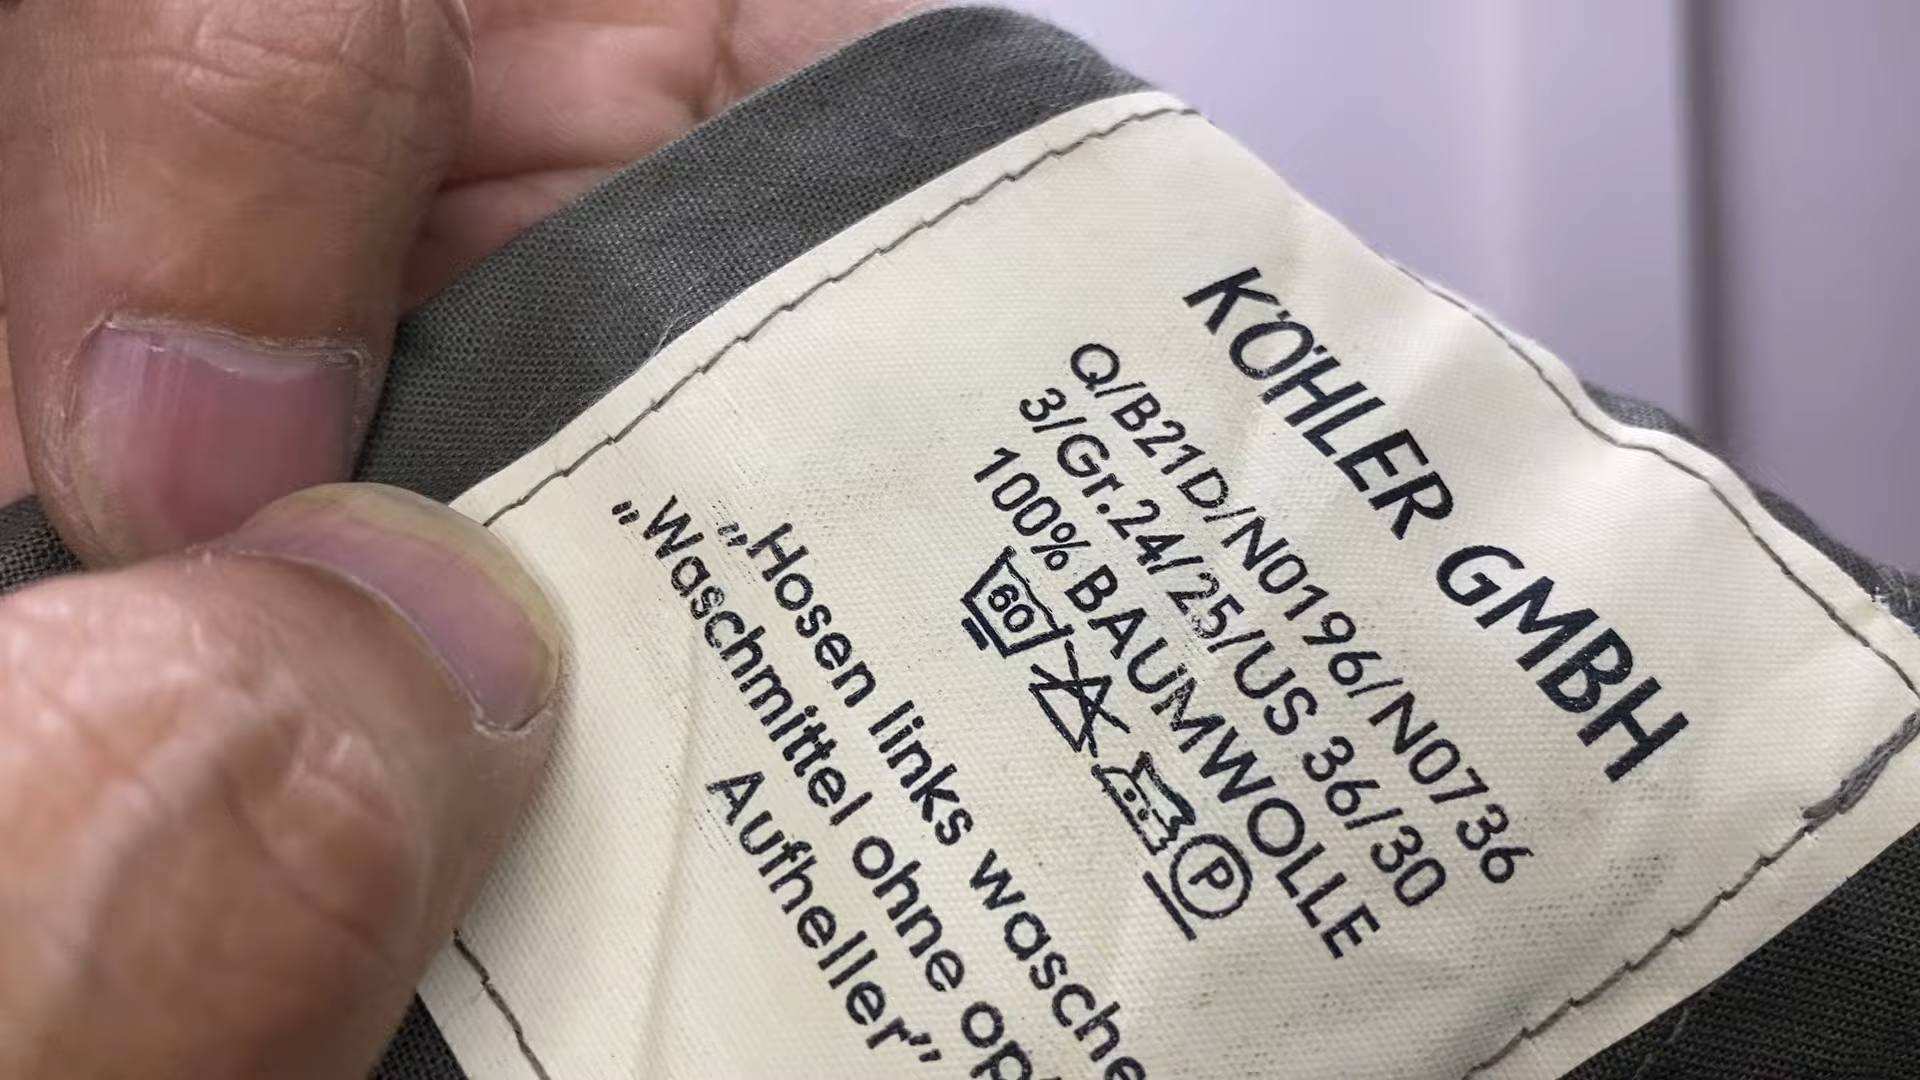 KÖHLER GMBH
Q/B21D/N0196/N0736
3/Gr.24/25/US 36/30
100% BAUMWOLLE
60 P
„Hosen links wasche
„Waschmittel ohne op
Aufheller”